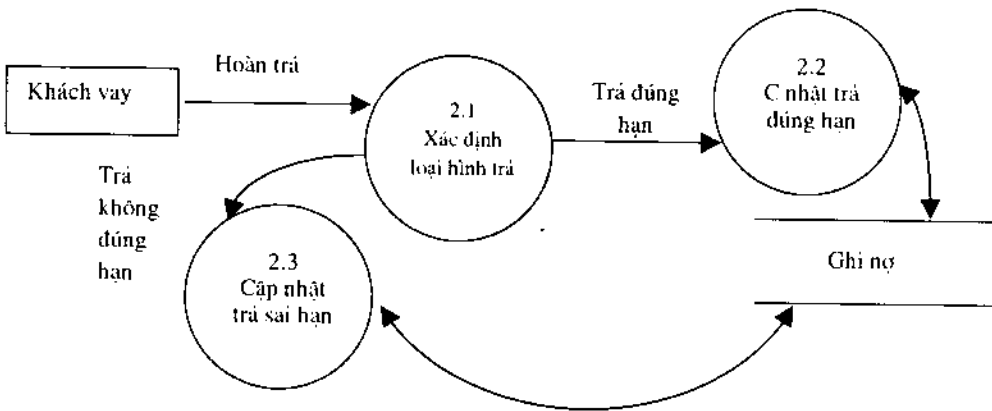 Khách vay
Hoàn trả
2.1
Xác định
loại hình trả
Trả đúng
hạn
2.2
C nhật trả
đúng hạn
Trả
không
đúng
hạn
2.3
Cập nhật
trả sai hạn
Ghi nợ